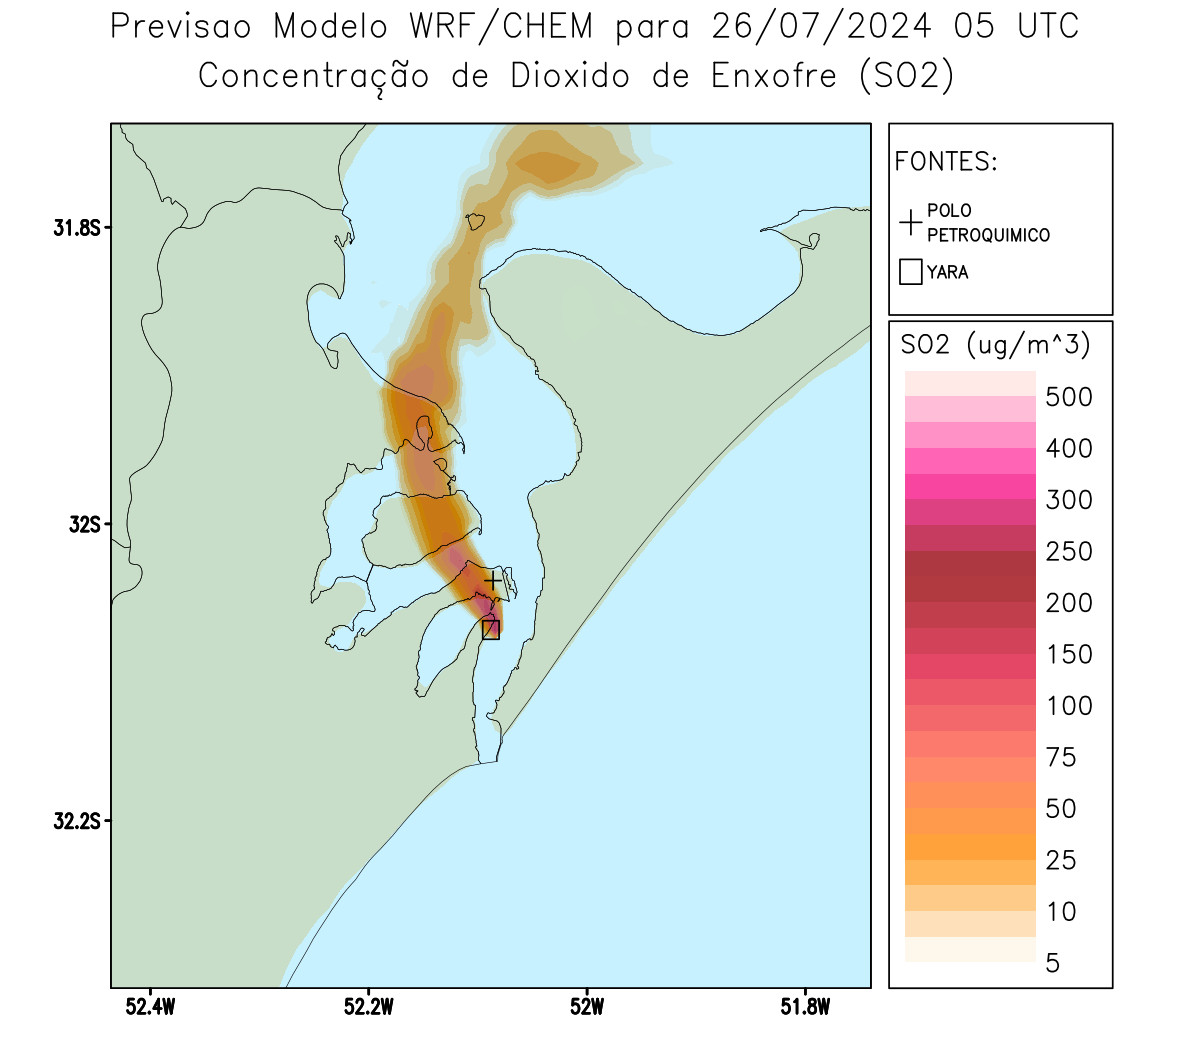 Previsao Modelo WRF/CHEM para 26/07/2024 05 UTC
Concentração de Dioxido de Enxofre (SO2)
FONTES:
POLO
PETROQUIMICO
YARA
SO2 (ug/m^3)
500
400
300
250
200
150
100
75
50
25
10
5
31.8S
32S
32.2S
52.4W
52.2W
52W
51.8W